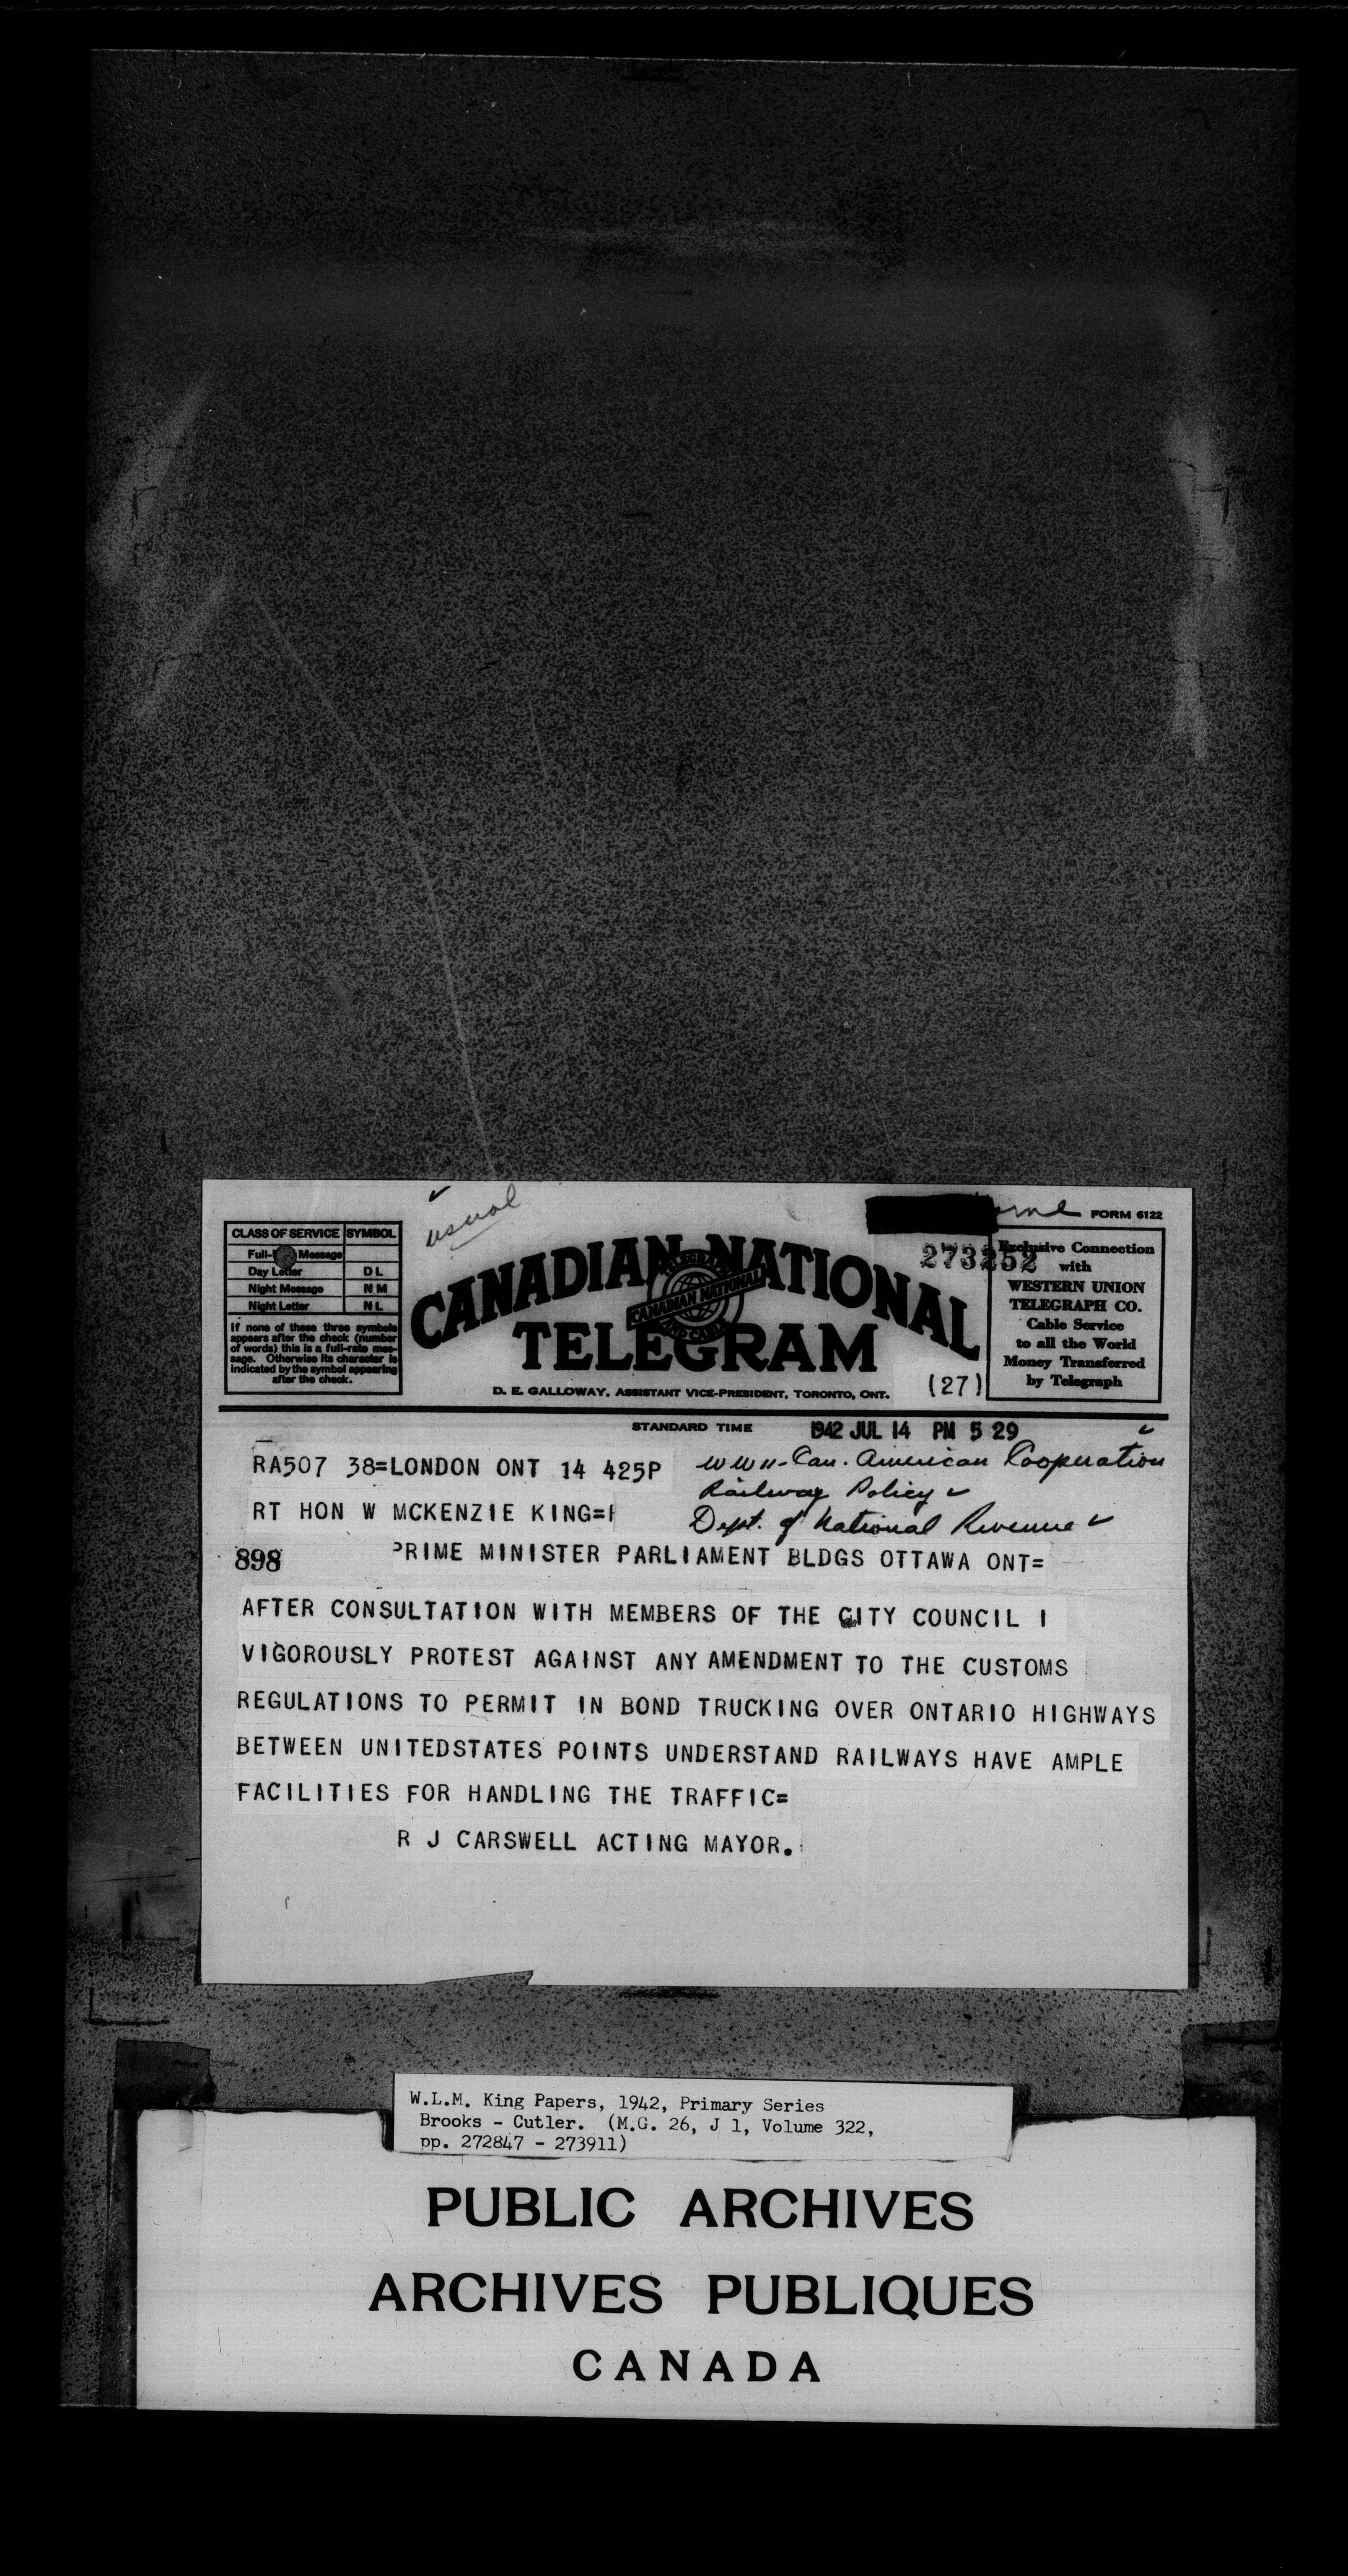 usual
FORM 6122
CLASS OF SERVICE SYMBOL
Message
Day Letter D L
Night Message N M
Night Letter N L
If none of these three symbols
appears after the check (number
of words) this is a full-rate mes-
sage. Otherwise its character is
indicated by the symbol appearing
after the check.
CANADIAN NATIONAL
TELEGRAM
TELEGRAPH
CANADIAN NATIONAL
AND CABLE
D. E. GALLOWAY, ASSISTANT VICE-PRESIDENT, TORONTO, ONT.
(27)
273252
Exclusive Connection
with
WESTERN UNION
TELEGRAPH CO.
Cable Service
to all the World
Money Transferred
by Telegraph
STANDARD TIME
1942 JUL 14 PM 5 29
RA507 38=LONDON ONT 14 425P
WWII-Can. American Cooperation
Railway Policy
RT HON W MCKENZIE KING=
Dept. of National Revenue
898
PRIME MINISTER PARLIAMENT BLDGS OTTAWA ONT=
AFTER CONSULTATION WITH MEMBERS OF THE CITY COUNCIL I
VIGOROUSLY PROTEST AGAINST ANY AMENDMENT TO THE CUSTOMS
REGULATIONS TO PERMIT IN BOND TRUCKING OVER ONTARIO HIGHWAYS
BETWEEN UNITEDSTATES POINTS UNDERSTAND RAILWAYS HAVE AMPLE
FACILITIES FOR HANDLING THE TRAFFIC=
R J CARSWELL ACTING MAYOR.
W.L.M. King Papers, 1942, Primary Series
Brooks - Cutler. (M.G. 26, J 1, Volume 322,
pp. 272847 - 273911)
PUBLIC ARCHIVES
ARCHIVES PUBLIQUES
CANADA